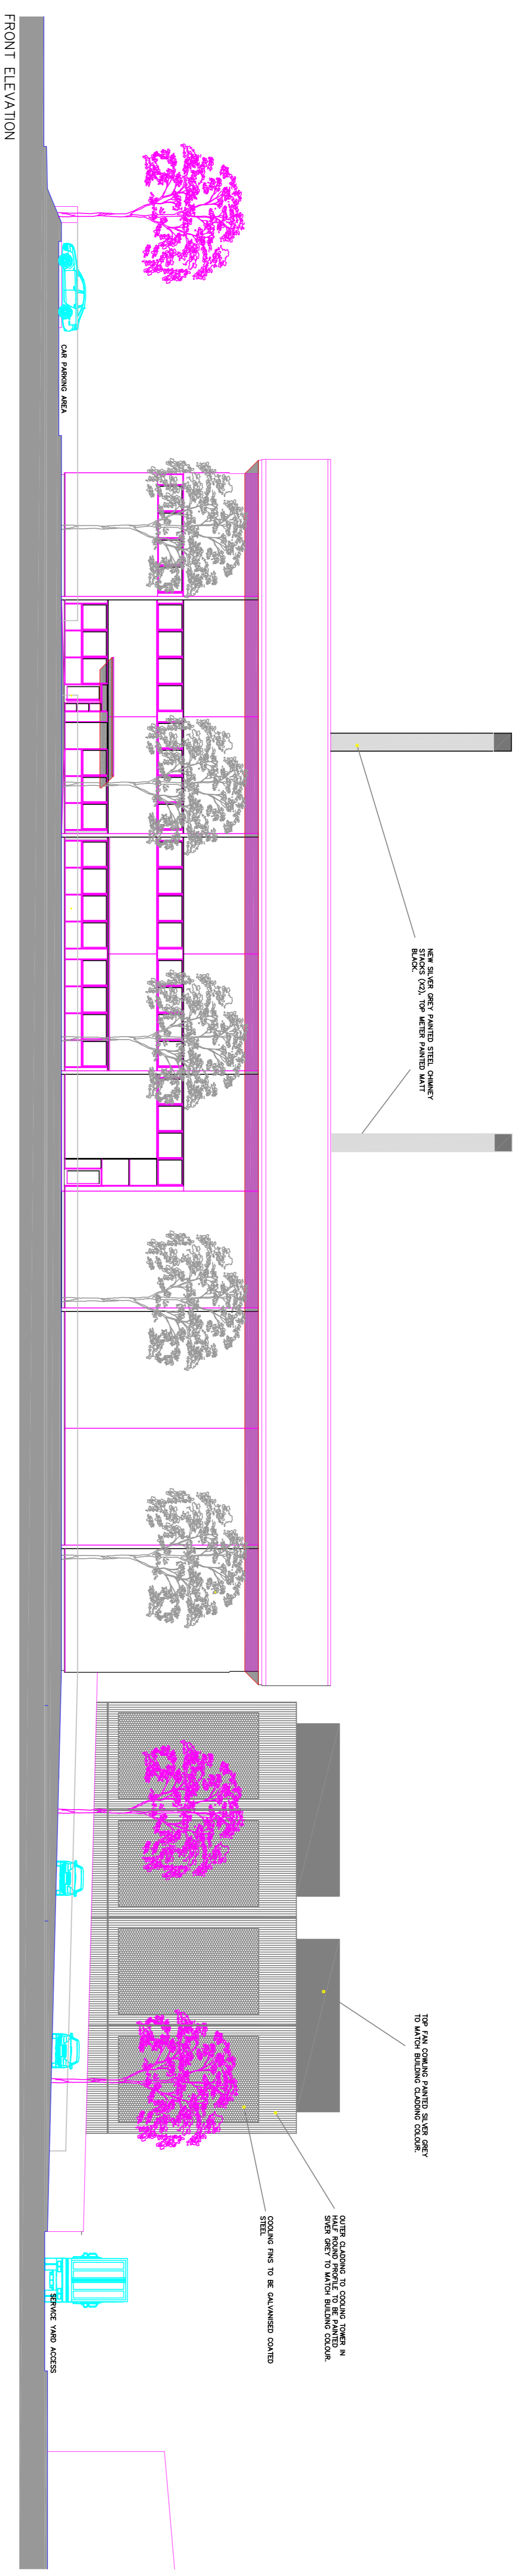 NEW SILVER GREY PAINTED STEEL CHIMNEY
STACKS (X2), TOP METER PAINTED MATT
BLACK.
TOP FAN COWLING PAINTED SILVER GREY
TO MATCH BUILDING CLADDING COLOUR.
OUTER CLADDING TO COOLING TOWER IN
HALF ROUND PROFILE TO BE PAINTED
SIVER GREY TO MATCH BUILDING COLOUR.
COOLING FINS TO BE GALVANISED COATED
STEEL
CAR PARKING AREA
SERVICE YARD ACCESS
FRONT ELEVATION